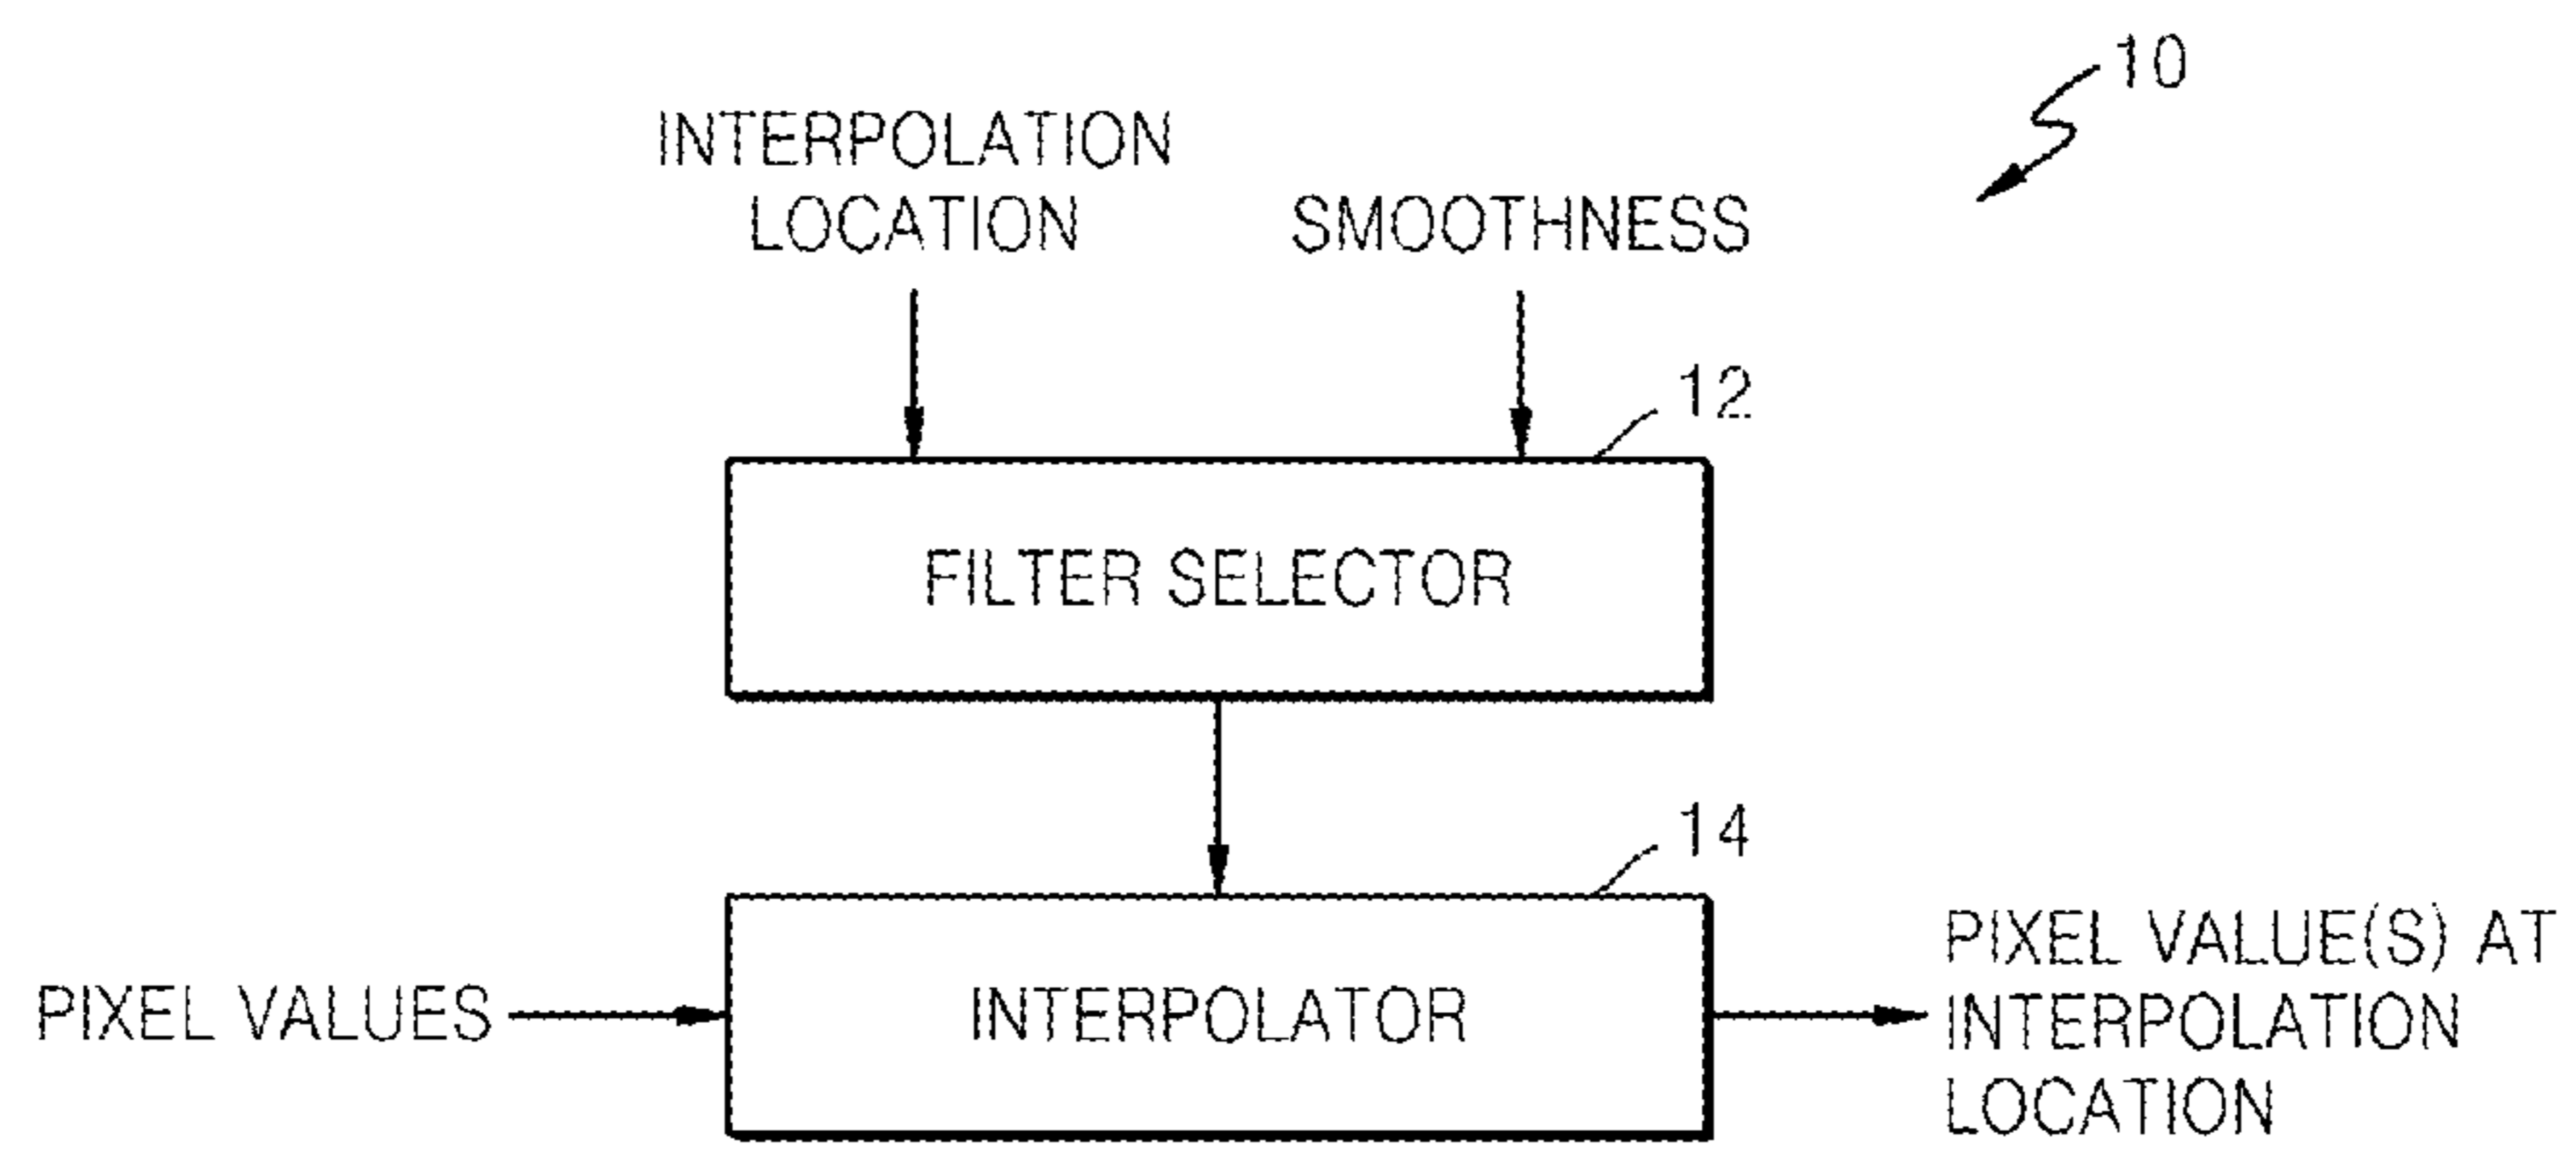 10
INTERPOLATION
LOCATION
SMOOTHNESS
12
FILTER SELECTOR
14
PIXEL VALUES
INTERPOLATOR
PIXEL VALUE(S) AT
INTERPOLATION
LOCATION